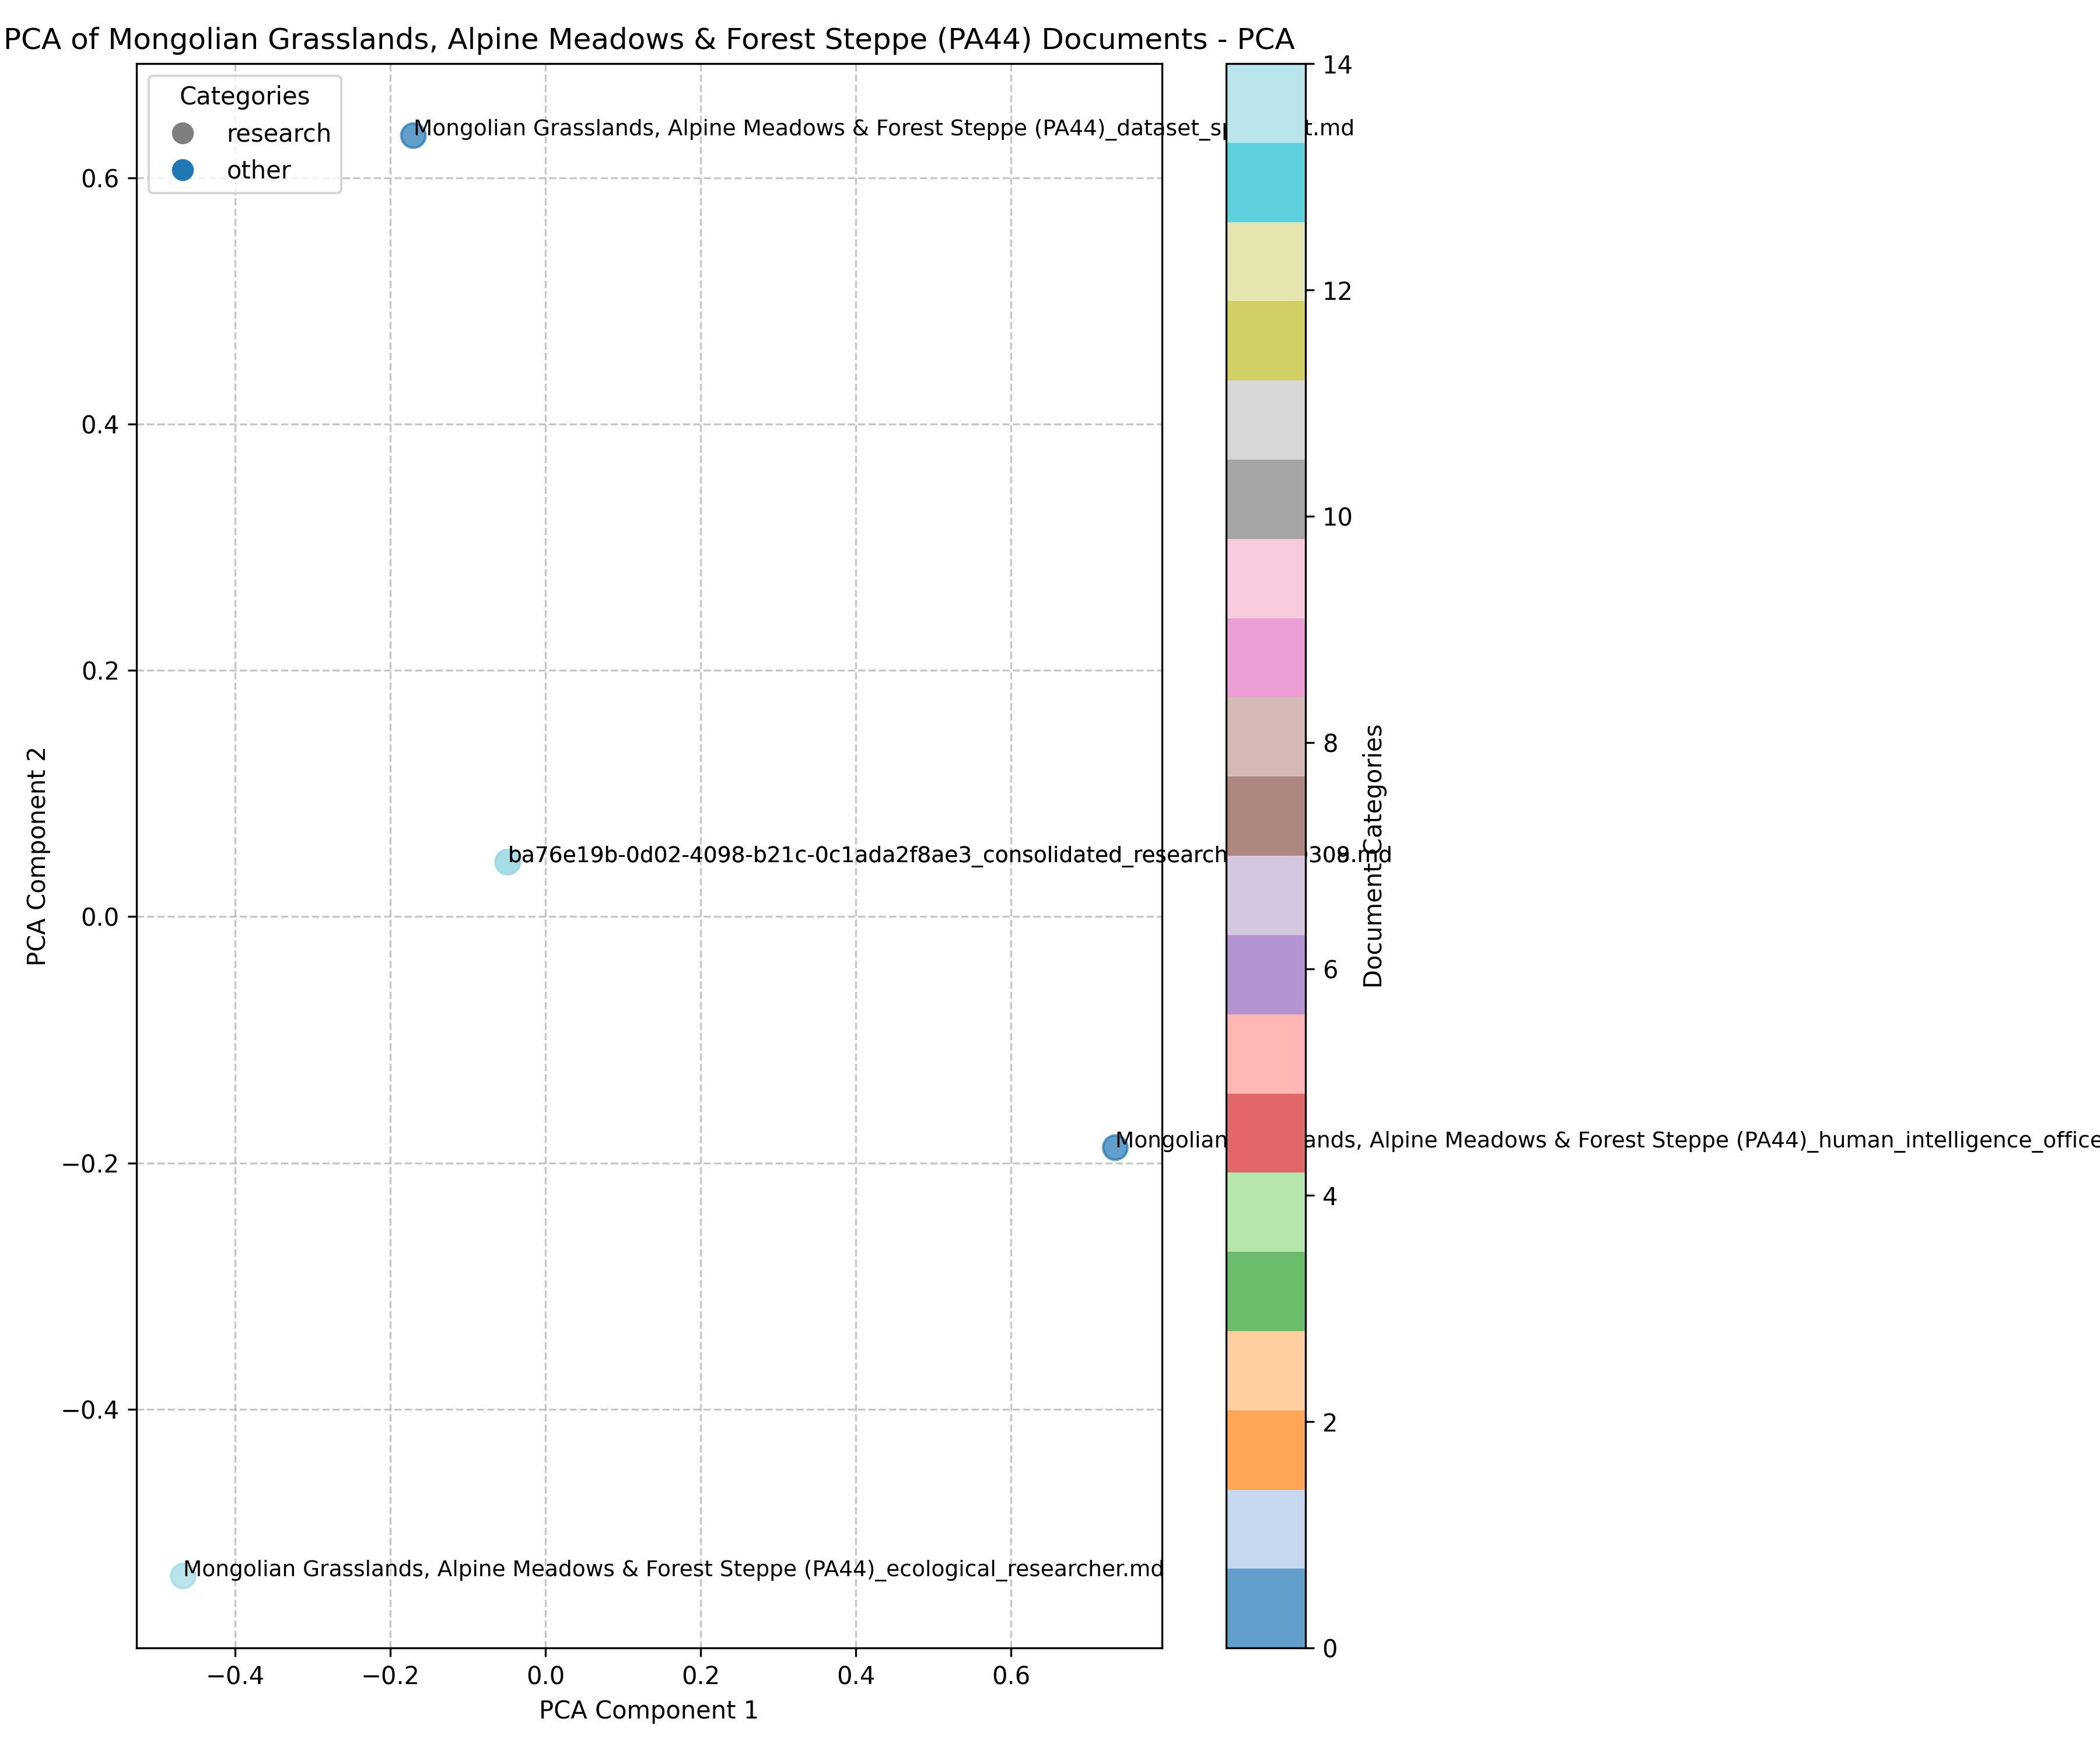 PCA of Mongolian Grasslands, Alpine Meadows & Forest Steppe (PA44) Documents - PCA
Categories
research
other
Mongolian Grasslands, Alpine Meadows & Forest Steppe (PA44)_dataset_sp t.md
ba76e19b-0d02-4098-b21c-0c1ada2f8ae3_consolidated_research .md
Mongolian ands, Alpine Meadows & Forest Steppe (PA44)_human_intelligence_office
Mongolian Grasslands, Alpine Meadows & Forest Steppe (PA44)_ecological_researcher.md
0.6
0.4
0.2
0.0
−0.2
−0.4
PCA Component 2
−0.4
−0.2
0.0
0.2
0.4
0.6
PCA Component 1
14
12
10
8
6
4
2
0
Document Categories